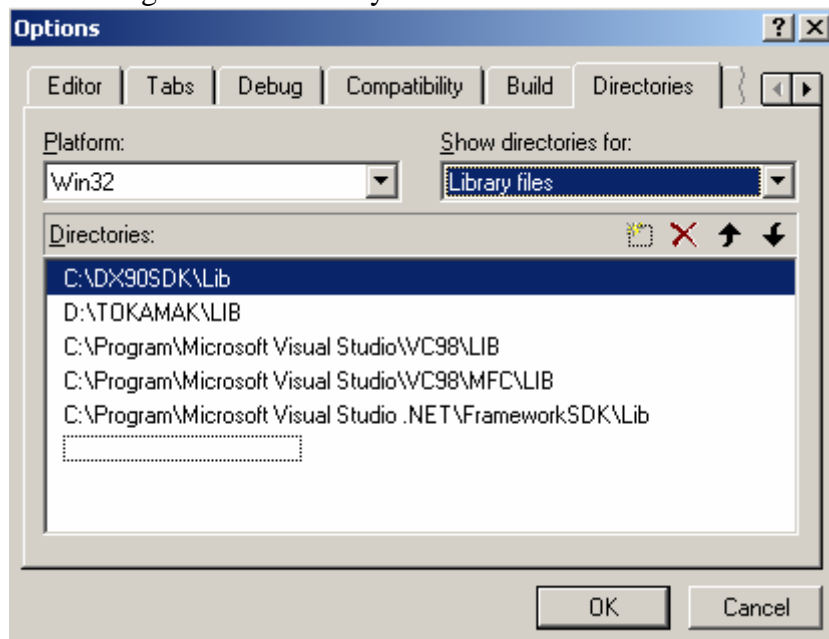 Options
Editor Tabs Debug Compatibility Build Directories
Platform: Show directories for:
Win32 Library files
Directories:
C:\DX90SDK\Lib
D:\TOKAMAK\LIB
C:\Program\Microsoft Visual Studio\VC98\LIB
C:\Program\Microsoft Visual Studio\VC98\MFC\LIB
C:\Program\Microsoft Visual Studio .NET\FrameworkSDK\Lib
OK Cancel